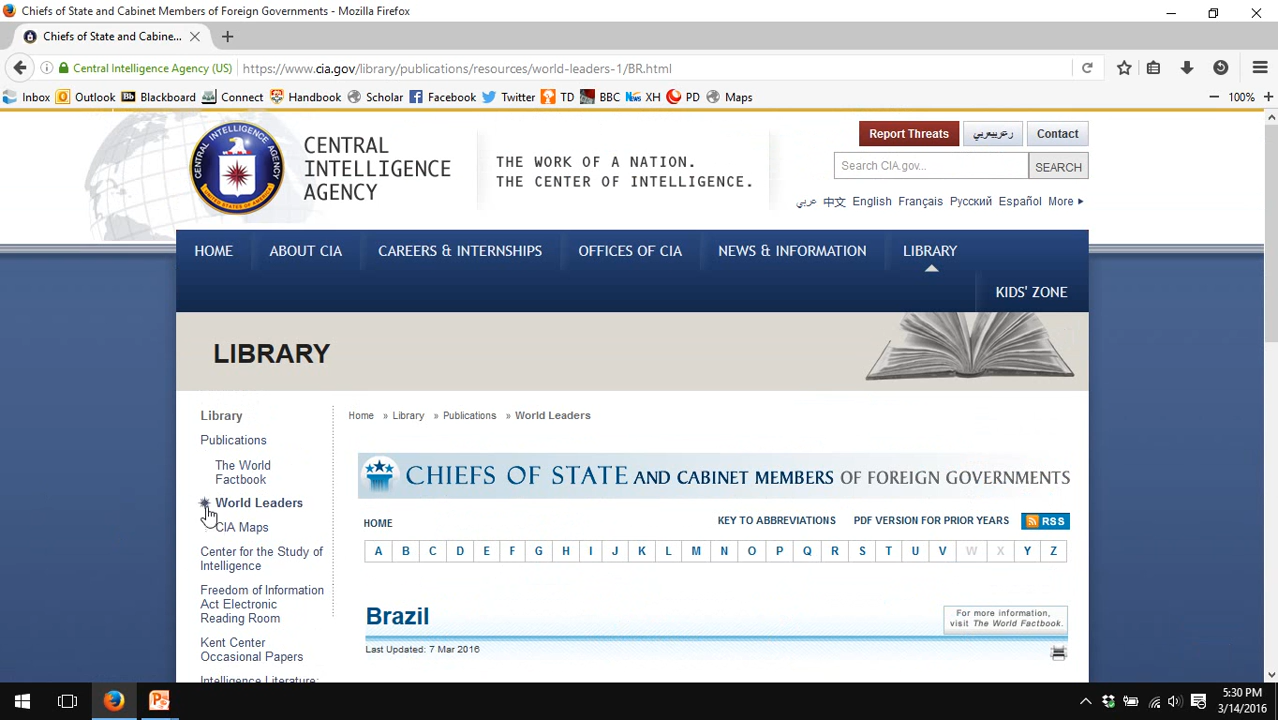 Chiefs of State and Cabinet Members of Foreign Governments - Mozilla Firefox
Chiefs of State and Cabine...
Central Intelligence Agency (US)
https://www.cia.gov/library/publications/resources/world-leaders-1/BR.html
Inbox Outlook Blackboard Connect Handbook Scholar Facebook Twitter TD BBC XH PD Maps
100%
CENTRAL
INTELLIGENCE
AGENCY
THE WORK OF A NATION.
THE CENTER OF INTELLIGENCE.
Report Threats
Contact
Search CIA.gov...
SEARCH
عربي 中文 English Français Русский Español More
HOME ABOUT CIA CAREERS & INTERNSHIPS OFFICES OF CIA NEWS & INFORMATION LIBRARY
KIDS' ZONE
LIBRARY
Library
Publications
The World
Factbook
World Leaders
CIA Maps
Center for the Study of
Intelligence
Freedom of Information
Act Electronic
Reading Room
Kent Center
Occasional Papers
Intelligence Literature:
Home » Library » Publications » World Leaders
CHIEFS OF STATE AND CABINET MEMBERS OF FOREIGN GOVERNMENTS
HOME
KEY TO ABBREVIATIONS PDF VERSION FOR PRIOR YEARS RSS
A B C D E F G H I J K L M N O P Q R S T U V W X Y Z
Brazil
For more information,
visit The World Factbook.
Last Updated: 7 Mar 2016
5:30 PM
3/14/2016